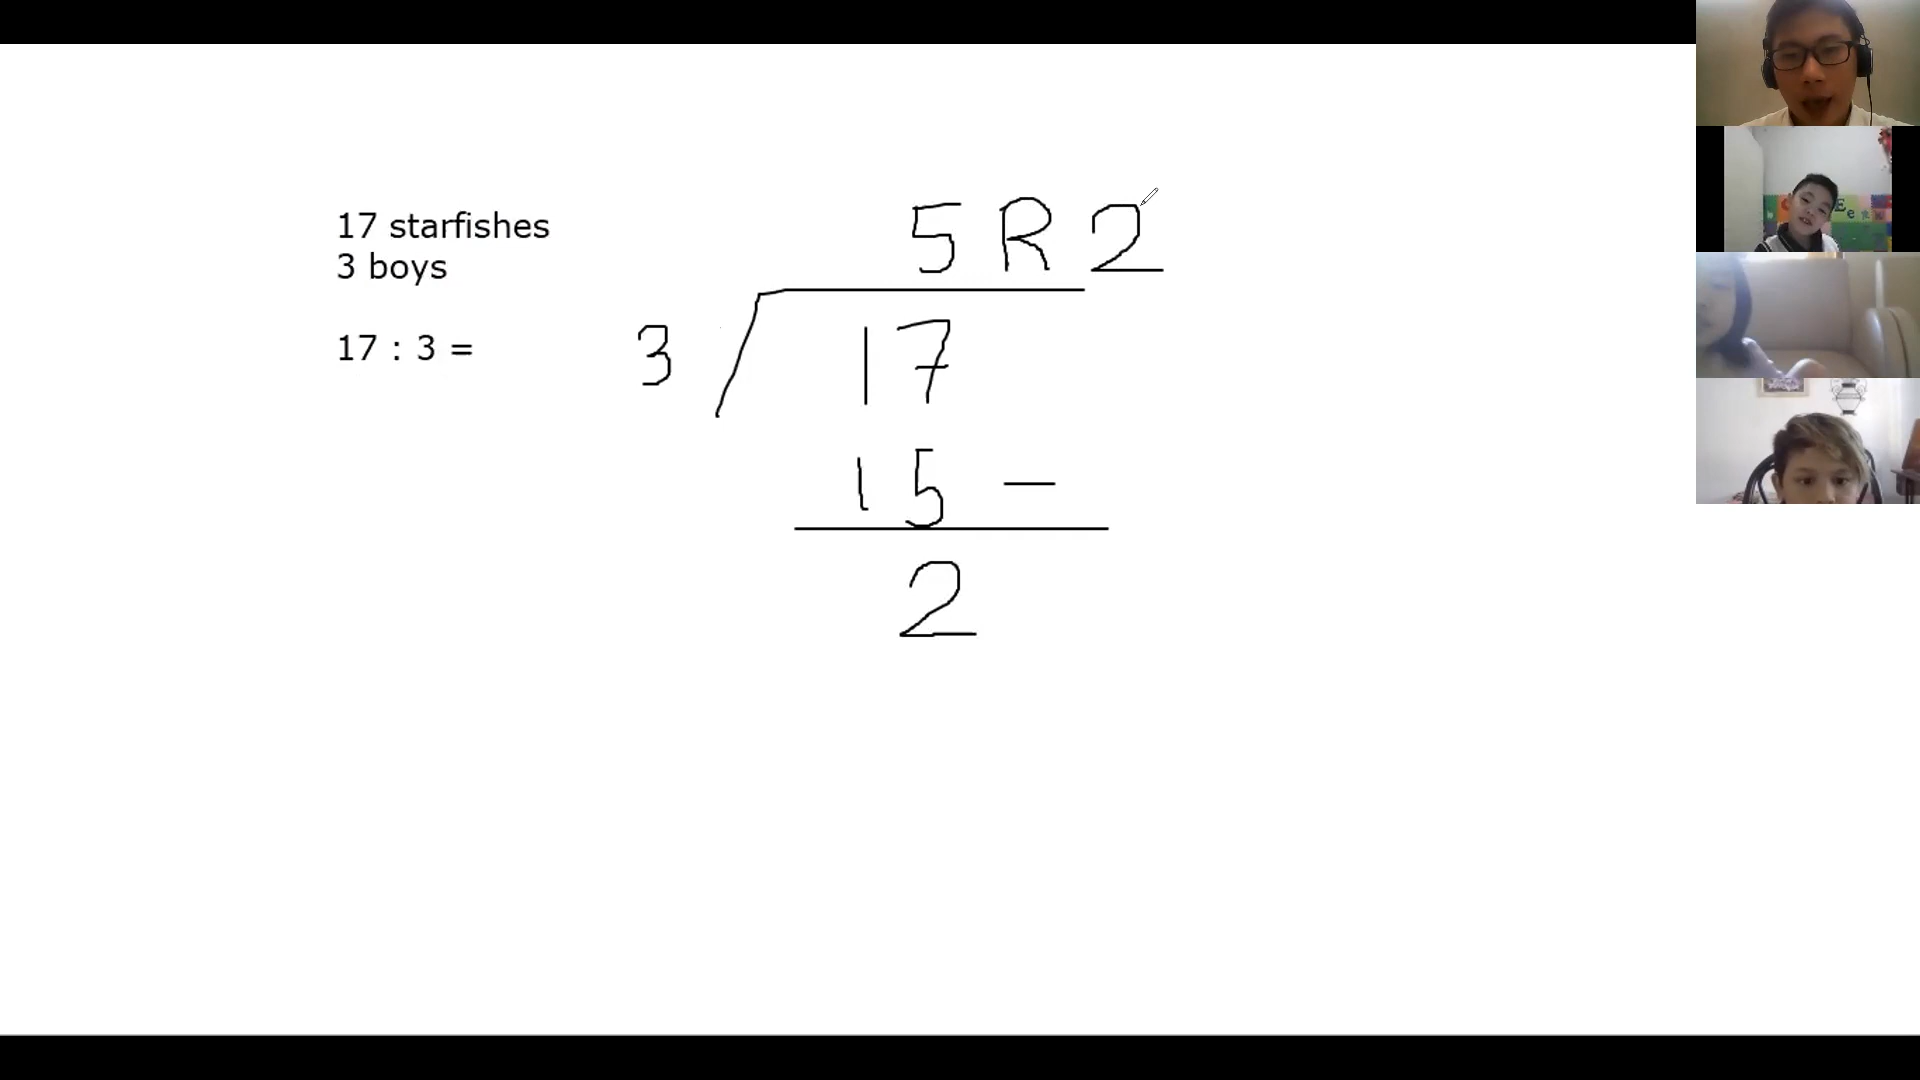 17 starfishes
3 boys
17 : 3 =
5 R 2
3 17
15 -
2
E e